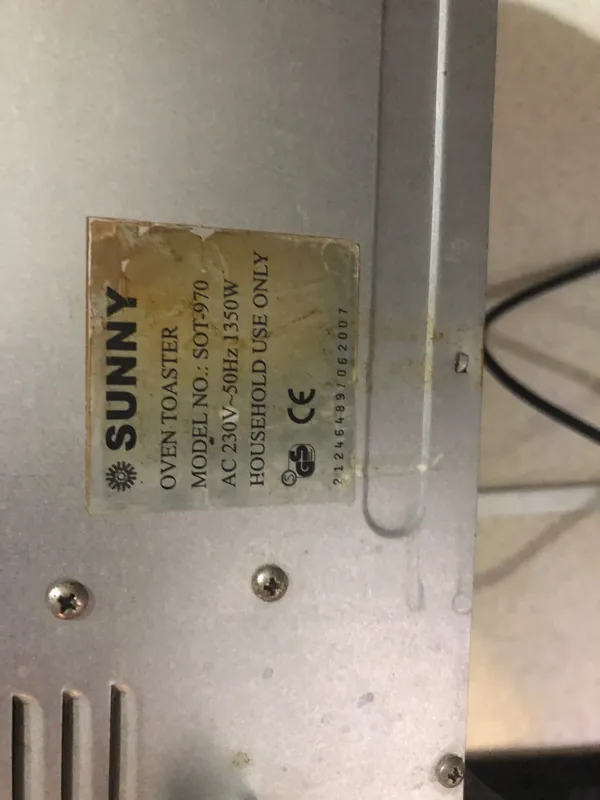 SUNNY
OVEN TOASTER
MODEL NO.: SOT-970
AC 230V~50Hz 1350W
HOUSEHOLD USE ONLY
S GS CE
21246489/062007